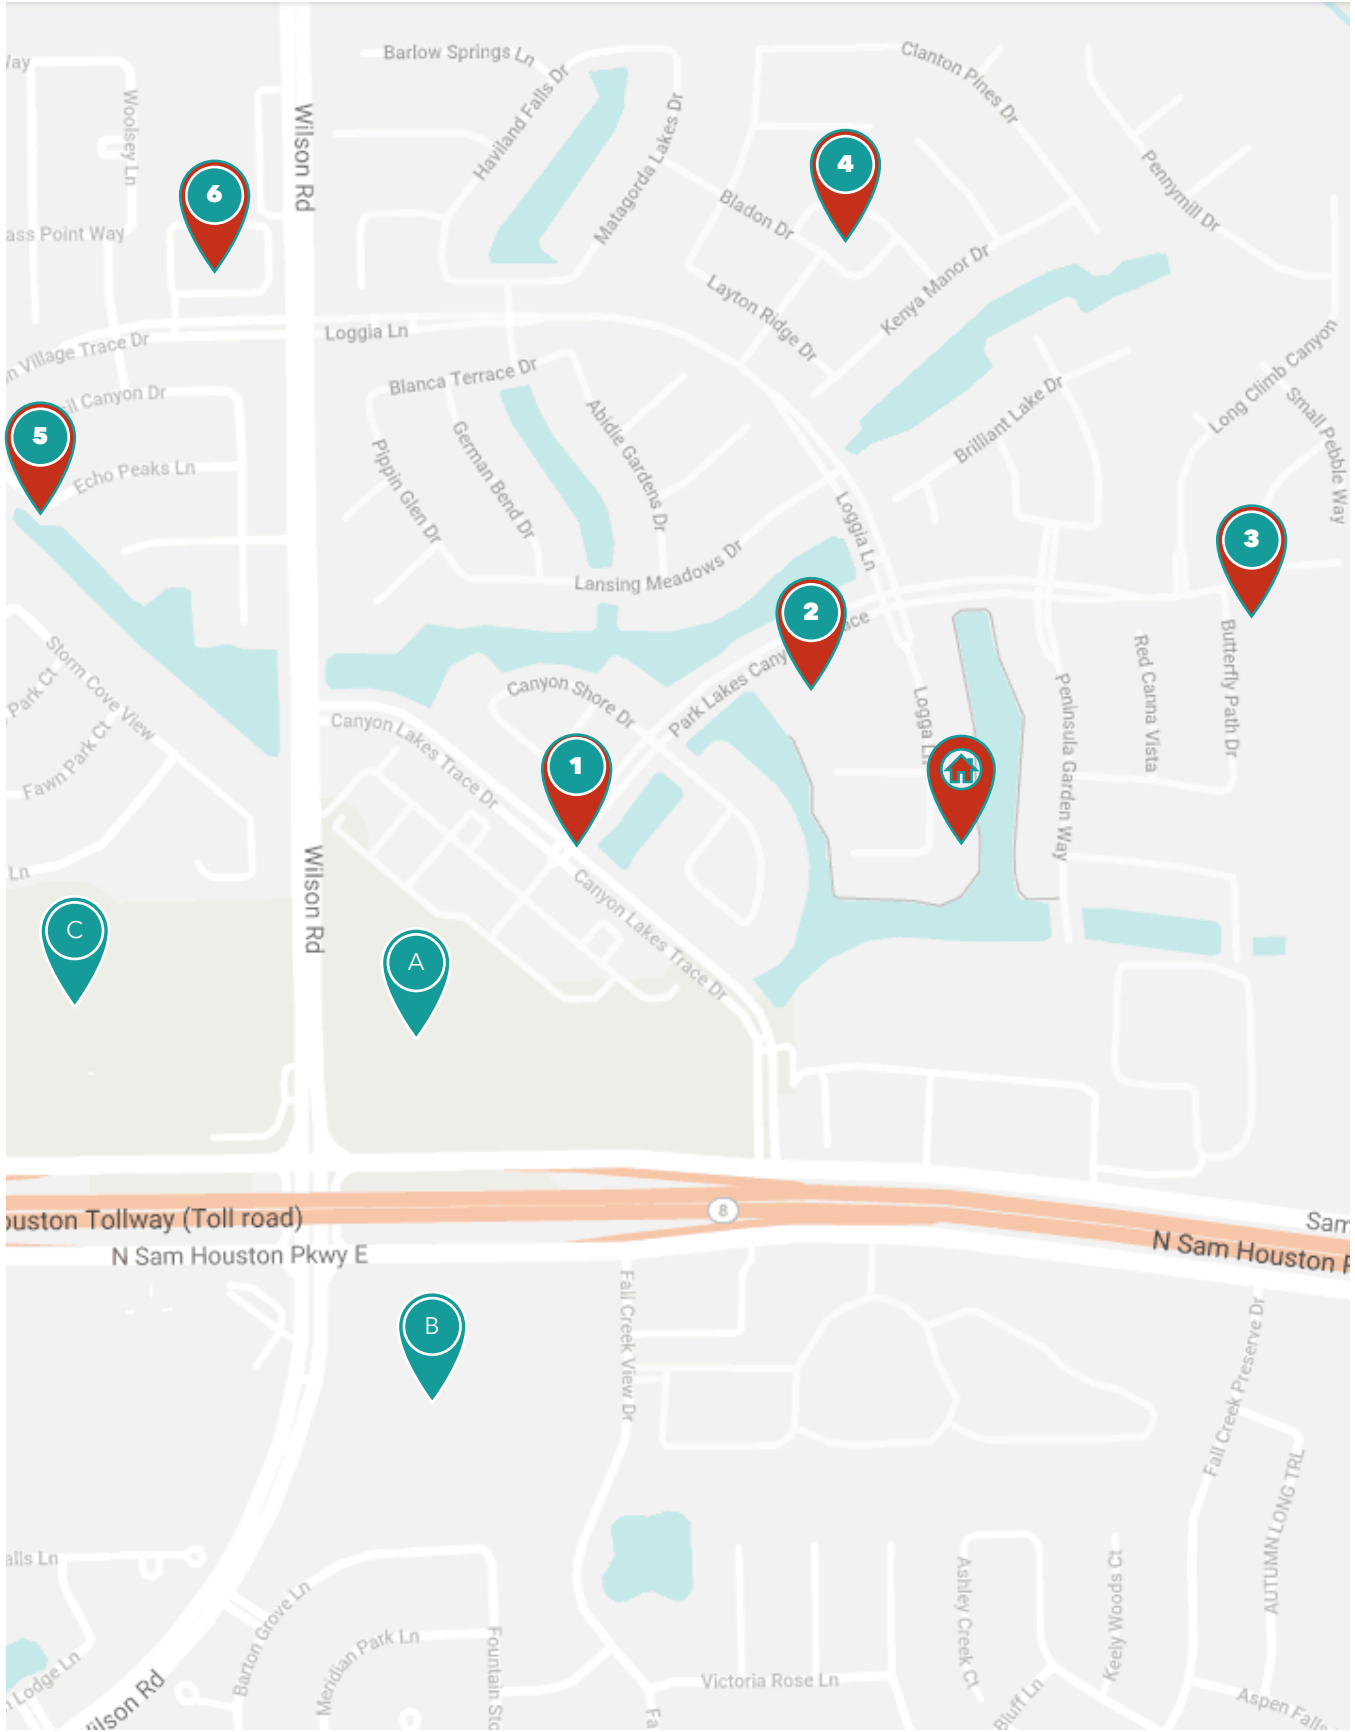 Barlow Springs Ln
Clanton Pines Dr
Way
Woolsey Ln
Wilson Rd
Haviland Falls Dr
Matagorda Lakes Dr
4
Pennymill Dr
6
Bladon Dr
ass Point Way
Kenya Manor Dr
Layton Ridge Dr
Loggia Ln
n Village Trace Dr
Long Climb Canyon
Blanca Terrace Dr
il Canyon Dr
Small Pebble Way
Abidie Gardens Dr
Brilliant Lake Dr
5
German Bend Dr
Pippin Glen Dr
Echo Peaks Ln
Loggia Ln
3
Lansing Meadows Dr
2
ace
Park Lakes Cany
Storm Cove View
Park Ct
Canyon Shore Dr
Butterfly Path Dr
Red Canna Vista
Peninsula Garden Way
Logga Ln
Canyon Lakes Trace Dr
Fawn Park Ct
1
Ln
Wilson Rd
Canyon Lakes Trace Dr
C
A
8
ouston Tollway (Toll road)
Sam
N Sam Houston P
N Sam Houston Pkwy E
Fall Creek View Dr
Fall Creek Preserve Dr
B
AUTUMN LONG TRL
alls Ln
Ashley Creek Ct
Keely Woods Ct
Barton Grove Ln
Meridian Park Ln
Fountain Sto
Victoria Rose Ln
Lodge Ln
Wilson Rd
Bluff Ln
Fa
Aspen Falls